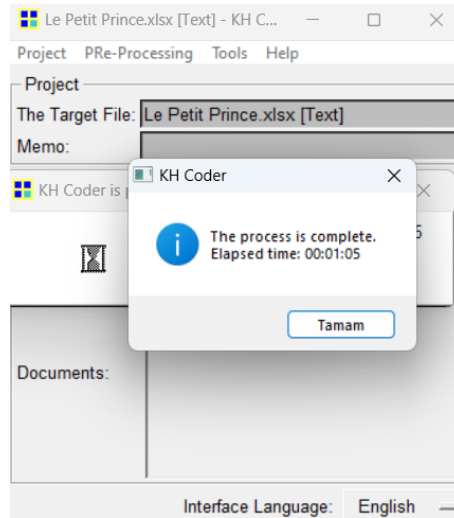 Le Petit Prince.xlsx [Text] - KH C...
Project PRe-Processing Tools Help
Project
The Target File: Le Petit Prince.xlsx [Text]
Memo:
KH Coder
KH Coder is
5
The process is complete.
Elapsed time: 00:01:05
Tamam
Documents:
Interface Language: English